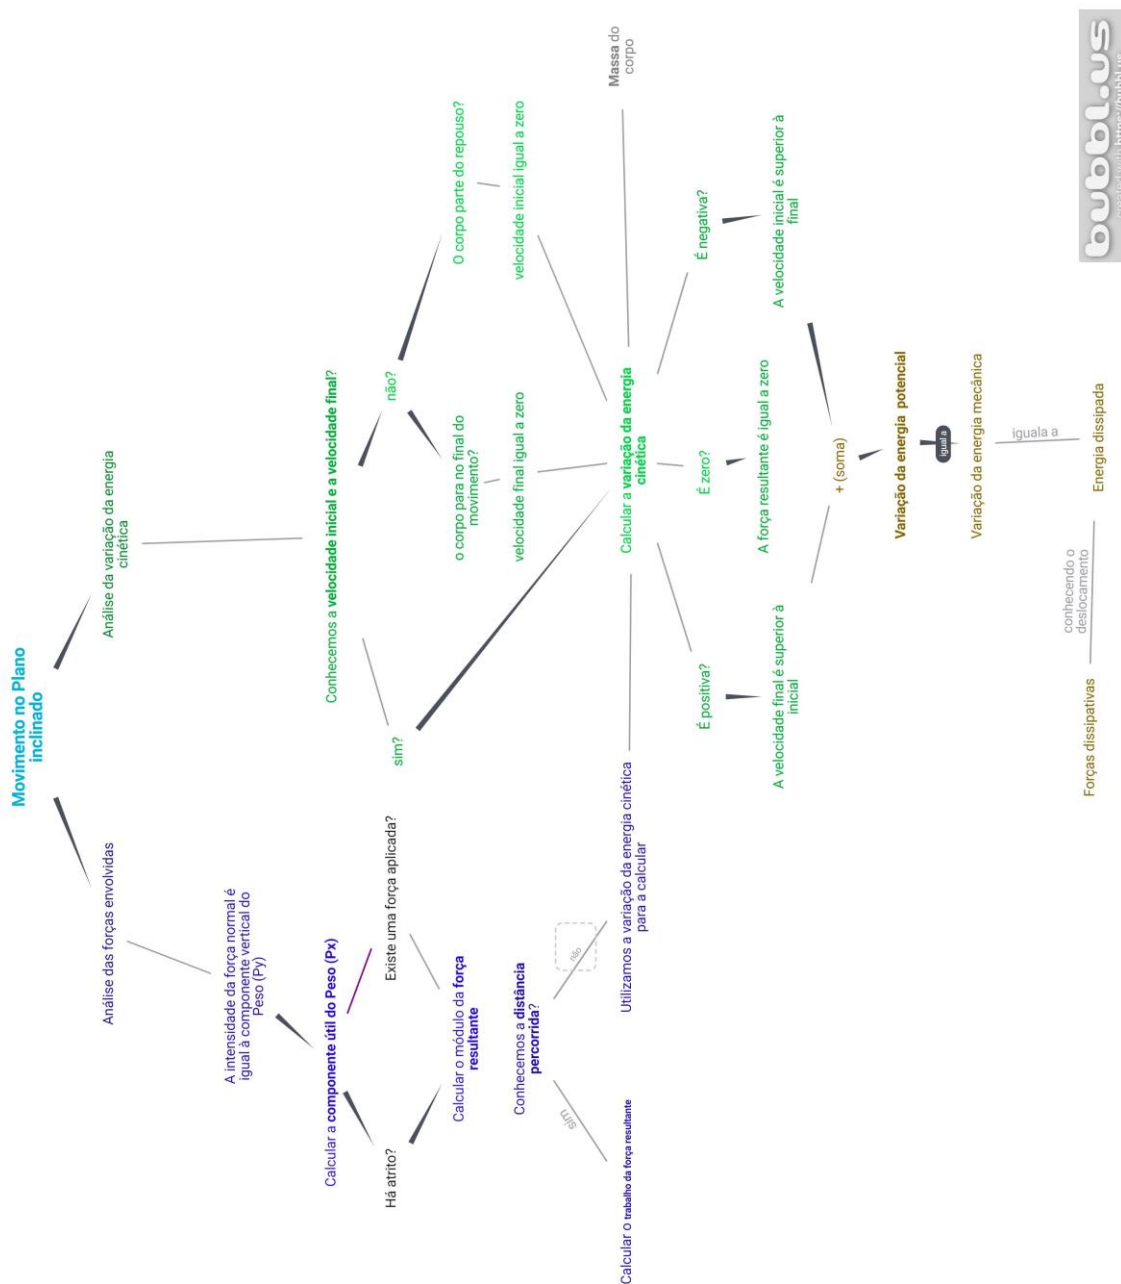 Movimento no Plano
inclinado
Análise das forças envolvidas
Análise da variação da energia
cinética
A intensidade da força normal é
igual à componente vertical do
Peso (Py)
Calcular a componente útil do Peso (Px)
Há atrito?
Existe uma força aplicada?
Calcular o módulo da força
resultante
Conhecemos a distância
percorrida?
sim
não
Calcular o trabalho da força resultante
Utilizamos a variação da energia cinética
para a calcular
Conhecemos a velocidade inicial e a velocidade final?
sim?
não?
o corpo para no final do
movimento?
velocidade final igual a zero
O corpo parte do repouso?
velocidade inicial igual a zero
Calcular a variação da energia
cinética
Massa do
corpo
É positiva?
É zero?
É negativa?
A velocidade final é superior à
inicial
A força resultante é igual a zero
A velocidade inicial é superior à
final
+ (soma)
Variação da energia potencial
igual a
Variação da energia mecânica
iguala a
Energia dissipada
conhecendo o
deslocamento
Forças dissipativas
bubbl.us
created with https://bubbl.us